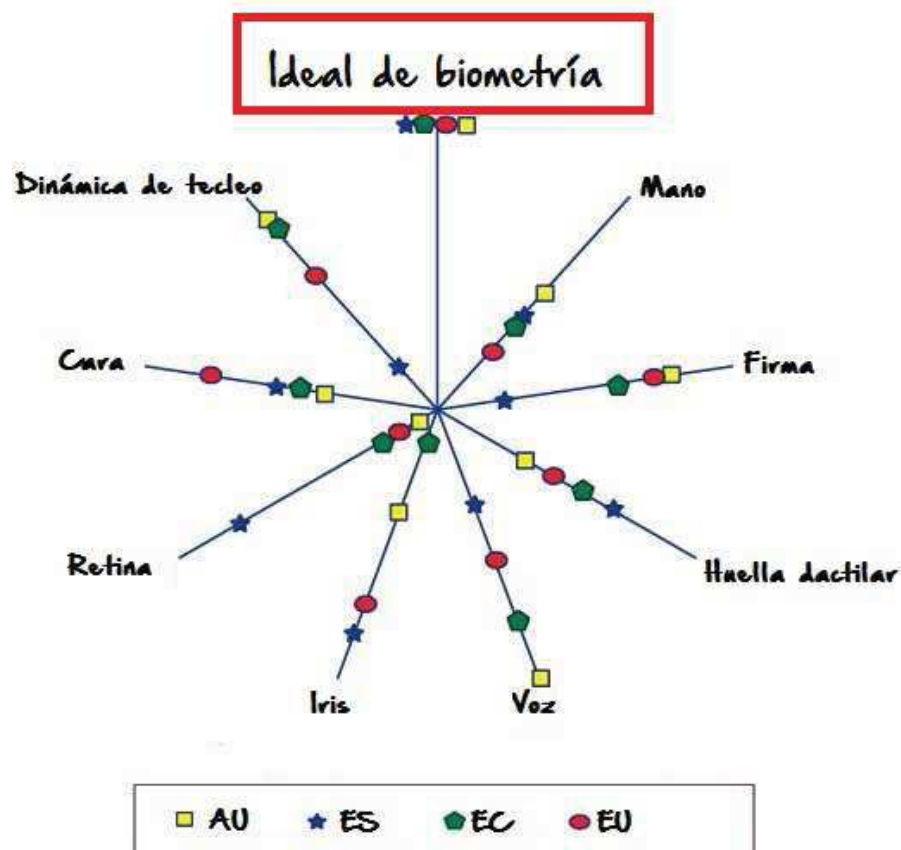 Ideal de biometría
Dinámica de tecleo
Mano
Cara
Firma
Retina
Huella dactilar
Iris
Voz
AU ES EC EU